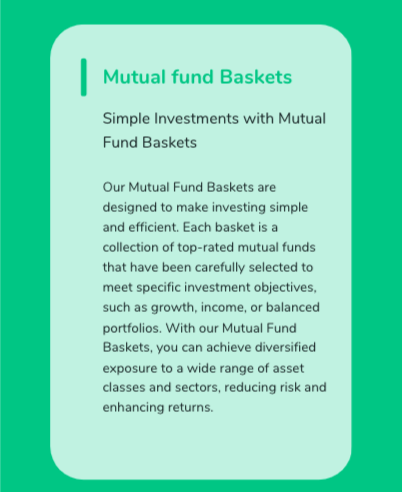 Mutual fund Baskets
Simple Investments with Mutual
Fund Baskets
Our Mutual Fund Baskets are
designed to make investing simple
and efficient. Each basket is a
collection of top-rated mutual funds
that have been carefully selected to
meet specific investment objectives,
such as growth, income, or balanced
portfolios. With our Mutual Fund
Baskets, you can achieve diversified
exposure to a wide range of asset
classes and sectors, reducing risk and
enhancing returns.